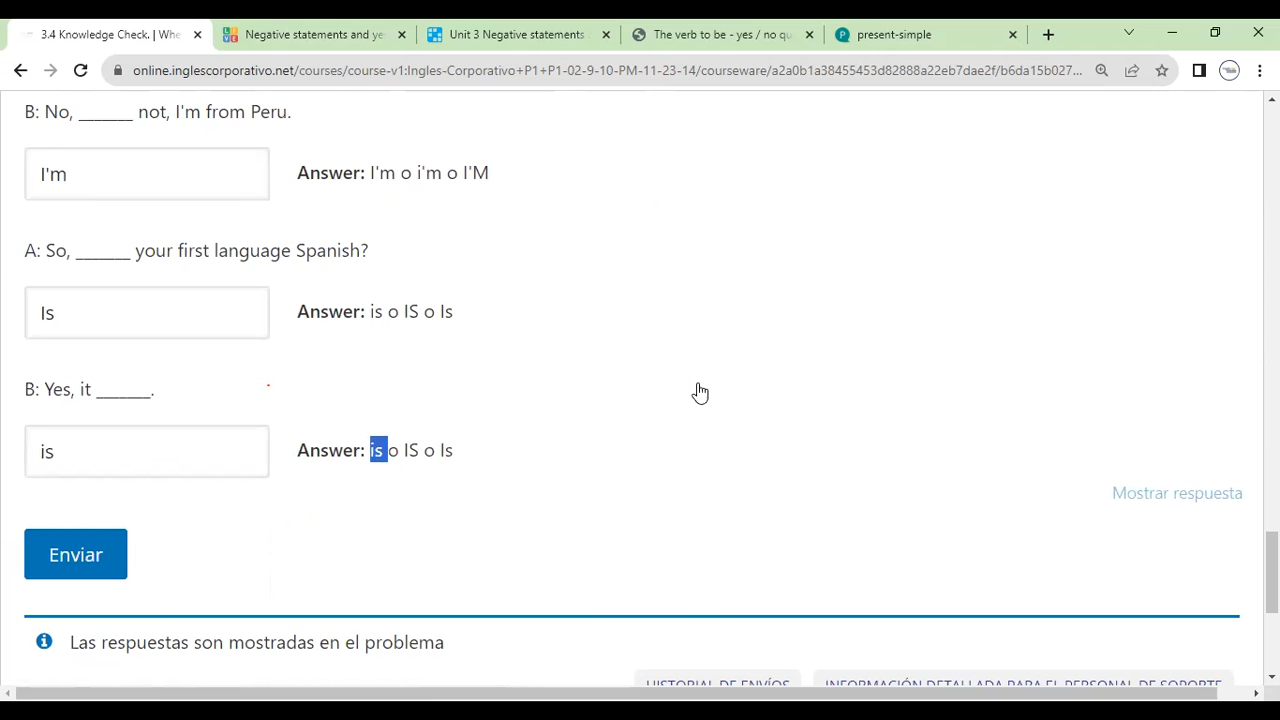 3.4 Knowledge Check. | Whe
Negative statements and ye
Unit 3 Negative statements
The verb to be - yes / no qu
present-simple
online.inglescorporativo.net/courses/course-v1:Ingles-Corporativo+P1+P1-02-9-10-PM-11-23-14/courseware/a2a0b1a38455453d82888a22eb7dae2f/b6da15b027...
B: No, _______ not, I'm from Peru.
I'm
Answer: I'm o i'm o I'M
A: So, _______ your first language Spanish?
Is
Answer: is o IS o Is
B: Yes, it _______.
is
Answer: is o IS o Is
Mostrar respuesta
Enviar
Las respuestas son mostradas en el problema
HISTORIAL DE ENVÍOS
INFORMACIÓN DETALLADA PARA EL PERSONAL DE SOPORTE